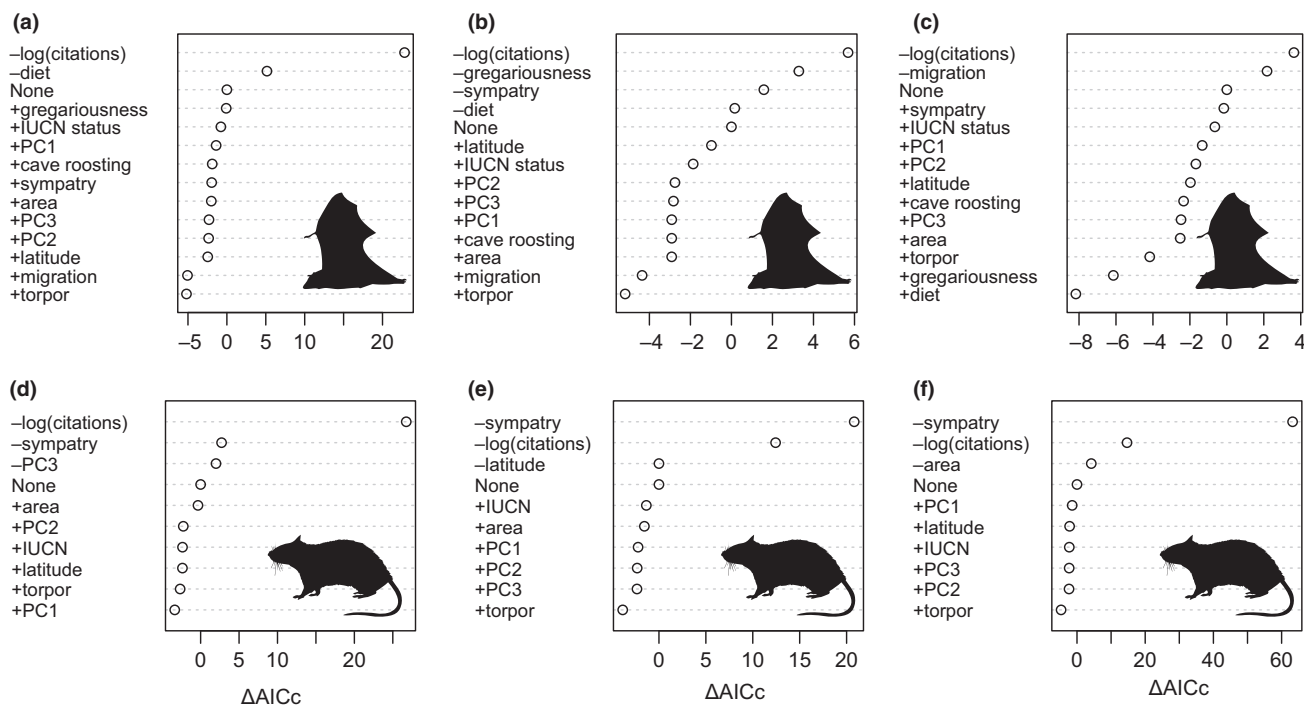 (a)
–log(citations)
–diet
None
+gregariousness
+IUCN status
+PC1
+cave roosting
+sympatry
+area
+PC3
+PC2
+latitude
+migration
+torpor
–5 0 5 10 20
(b)
–log(citations)
–gregariousness
–sympatry
–diet
None
+latitude
+IUCN status
+PC2
+PC3
+PC1
+cave roosting
+area
+migration
+torpor
–4 –2 0 2 4 6
(c)
–log(citations)
–migration
None
+sympatry
+IUCN status
+PC1
+PC2
+latitude
+cave roosting
+PC3
+area
+torpor
+gregariousness
+diet
–8 –6 –4 –2 0 2 4
(d)
–log(citations)
–sympatry
–PC3
None
+area
+PC2
+IUCN
+latitude
+torpor
+PC1
0 5 10 20
ΔAICc
(e)
–sympatry
–log(citations)
–latitude
None
+IUCN
+area
+PC1
+PC2
+PC3
+torpor
0 5 10 15 20
ΔAICc
(f)
–sympatry
–log(citations)
–area
None
+PC1
+latitude
+IUCN
+PC3
+PC2
+torpor
0 20 40 60
ΔAICc